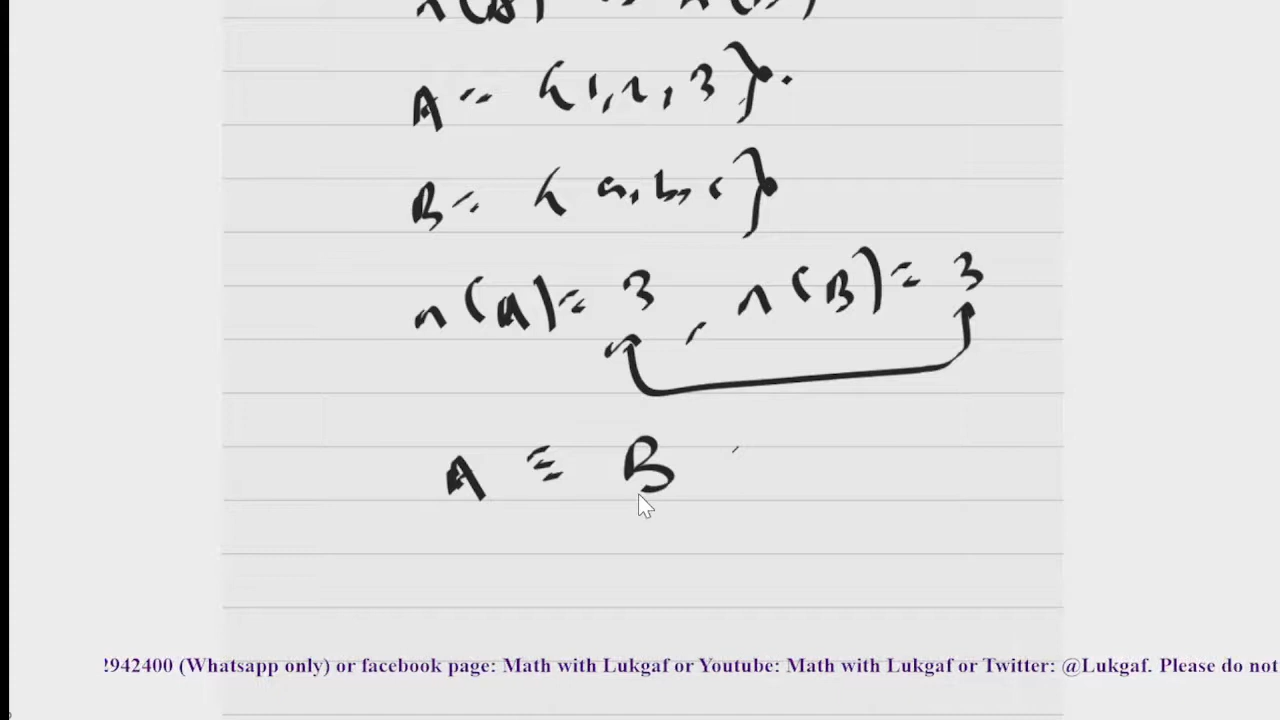 A = {1, 2, 3}.
B = {a, b, c}
n(A) = 3, n(B) = 3
A ≡ B
2942400 (Whatsapp only) or facebook page: Math with Lukgaf or Youtube: Math with Lukgaf or Twitter: @Lukgaf. Please do not